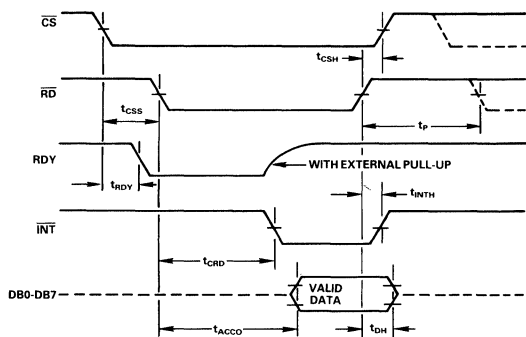 CS
tCSH
RD
tCSS
tP
RDY
WITH EXTERNAL PULL-UP
tRDY
tINTH
INT
tCRD
DB0-DB7
VALID
DATA
tACCO
tDH